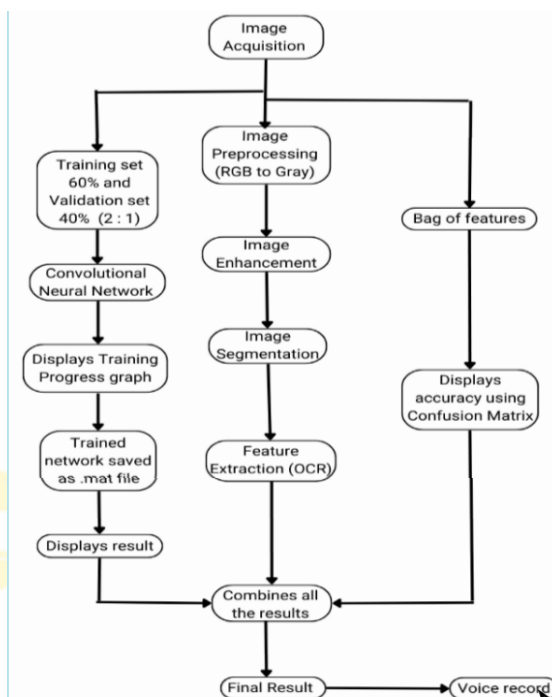 Image
Acquisition
Training set
60% and
Validation set
40% (2 : 1)
Convolutional
Neural Network
Displays Training
Progress graph
Trained
network saved
as .mat file
Displays result
Image
Preprocessing
(RGB to Gray)
Image
Enhancement
Image
Segmentation
Feature
Extraction (OCR)
Bag of features
Displays
accuracy using
Confusion Matrix
Combines all
the results
Final Result
Voice record